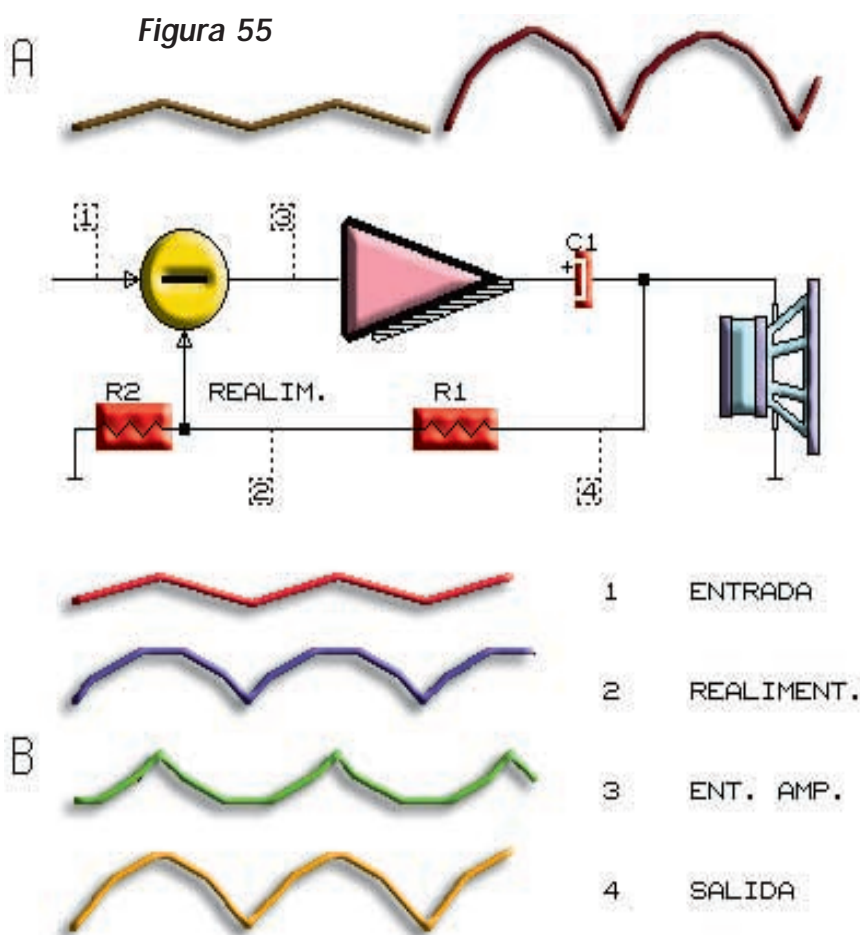 Figura 55
A
1
3
C1
+
R2
REALIM.
R1
2
4
1 ENTRADA
2 REALIMENT.
B
3 ENT. AMP.
4 SALIDA